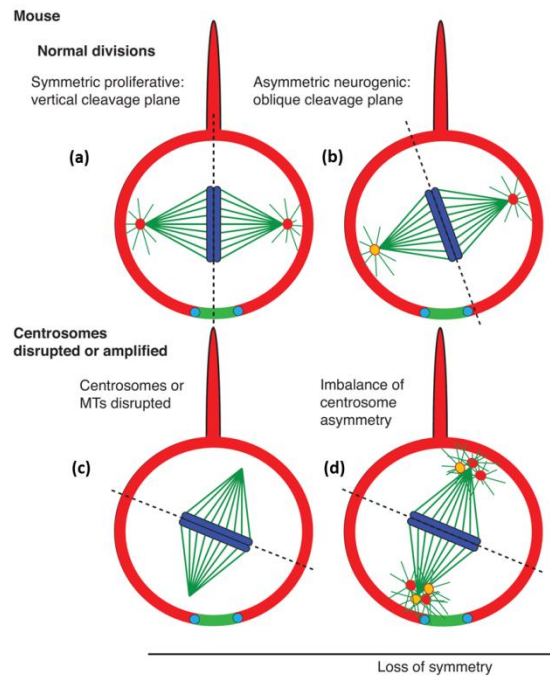 Mouse
Normal divisions
Symmetric proliferative:
vertical cleavage plane
Asymmetric neurogenic:
oblique cleavage plane
(a)
(b)
Centrosomes
disrupted or amplified
Centrosomes or
MTs disrupted
Imbalance of
centrosome
asymmetry
(c)
(d)
Loss of symmetry